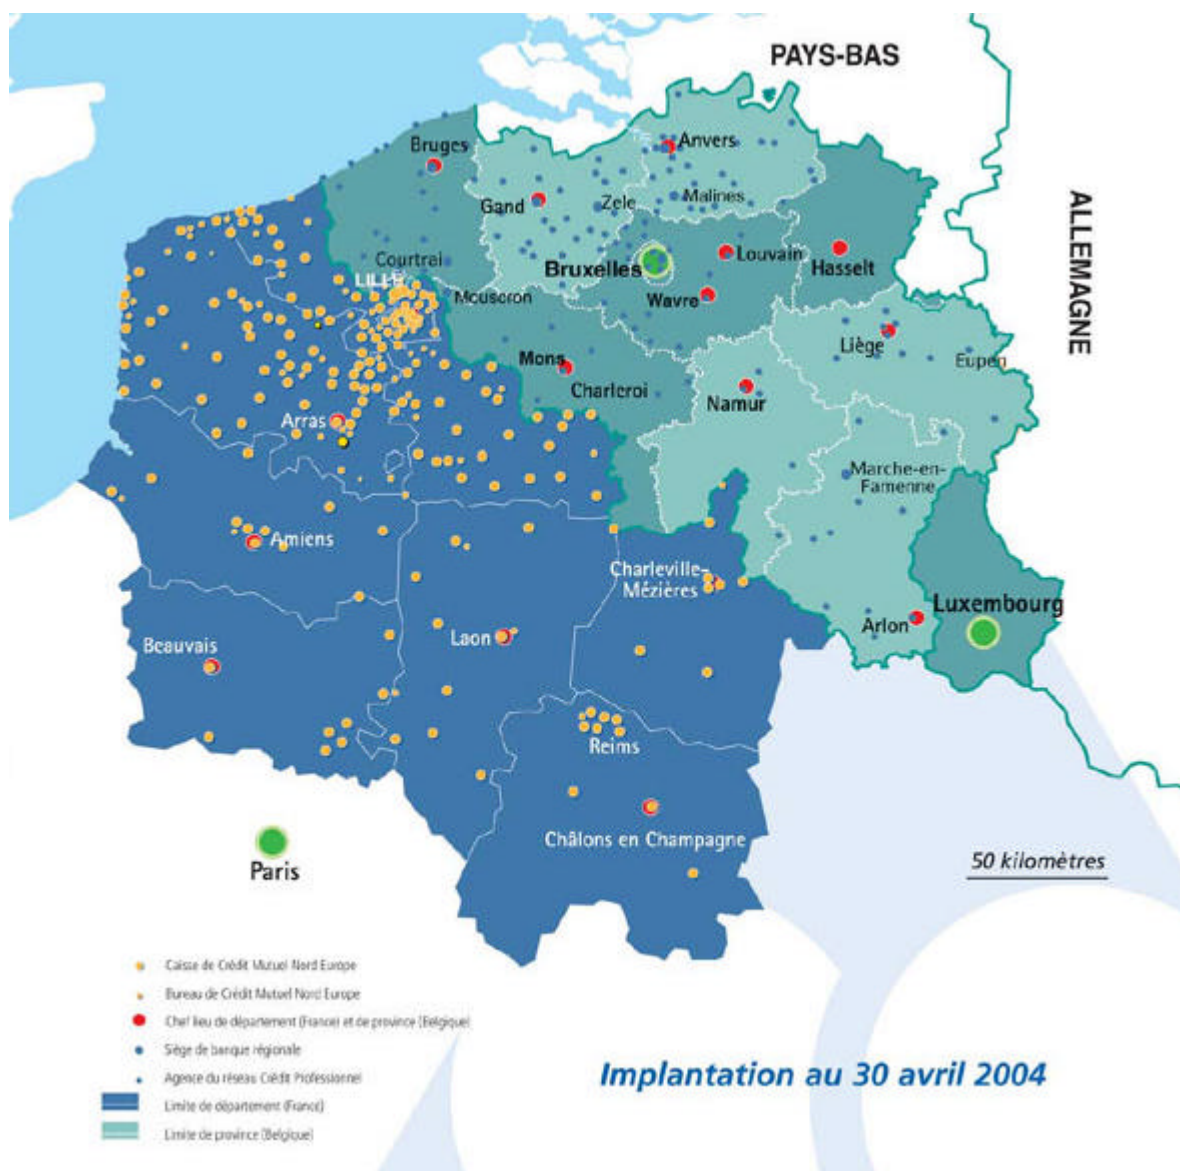 PAYS-BAS
ALLEMAGNE
Bruges
Anvers
Gand
Zele
Malines
Courtrai
Bruxelles
Louvain
Hasselt
LILLE
Mouscron
Wavre
Liège
Eupen
Mons
Charleroi
Namur
Arras
Marche-en-
Famenne
Amiens
Charleville-
Mézières
Luxembourg
Arlon
Beauvais
Laon
Reims
Châlons en Champagne
Paris
50 kilomètres
Caisse de Crédit Mutuel Nord Europe
Bureau de Crédit Mutuel Nord Europe
Chef lieu de département (France) et de province (Belgique)
Siège de banque régionale
Agence du réseau Crédit Professionnel
Limite de département (France)
Limite de province (Belgique)
Implantation au 30 avril 2004